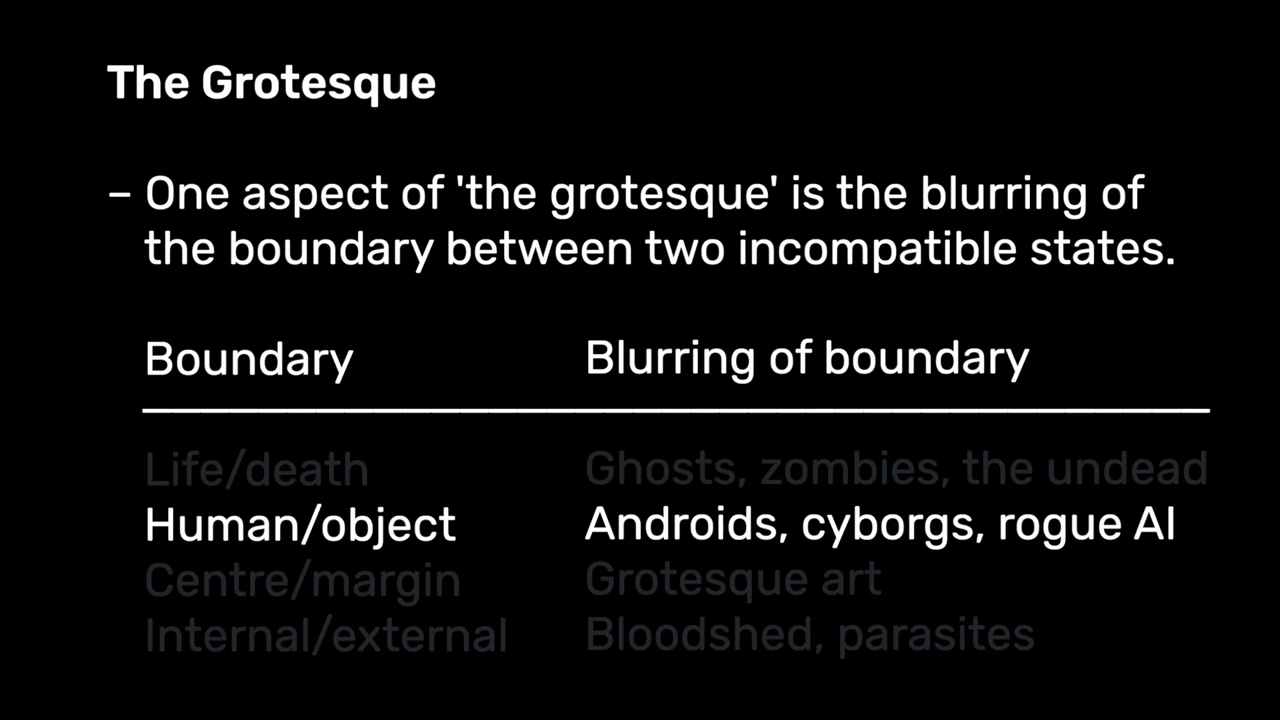 The Grotesque
– One aspect of 'the grotesque' is the blurring of
the boundary between two incompatible states.
Boundary Blurring of boundary
Life/death Ghosts, zombies, the undead
Human/object Androids, cyborgs, rogue AI
Centre/margin Grotesque art
Internal/external Bloodshed, parasites